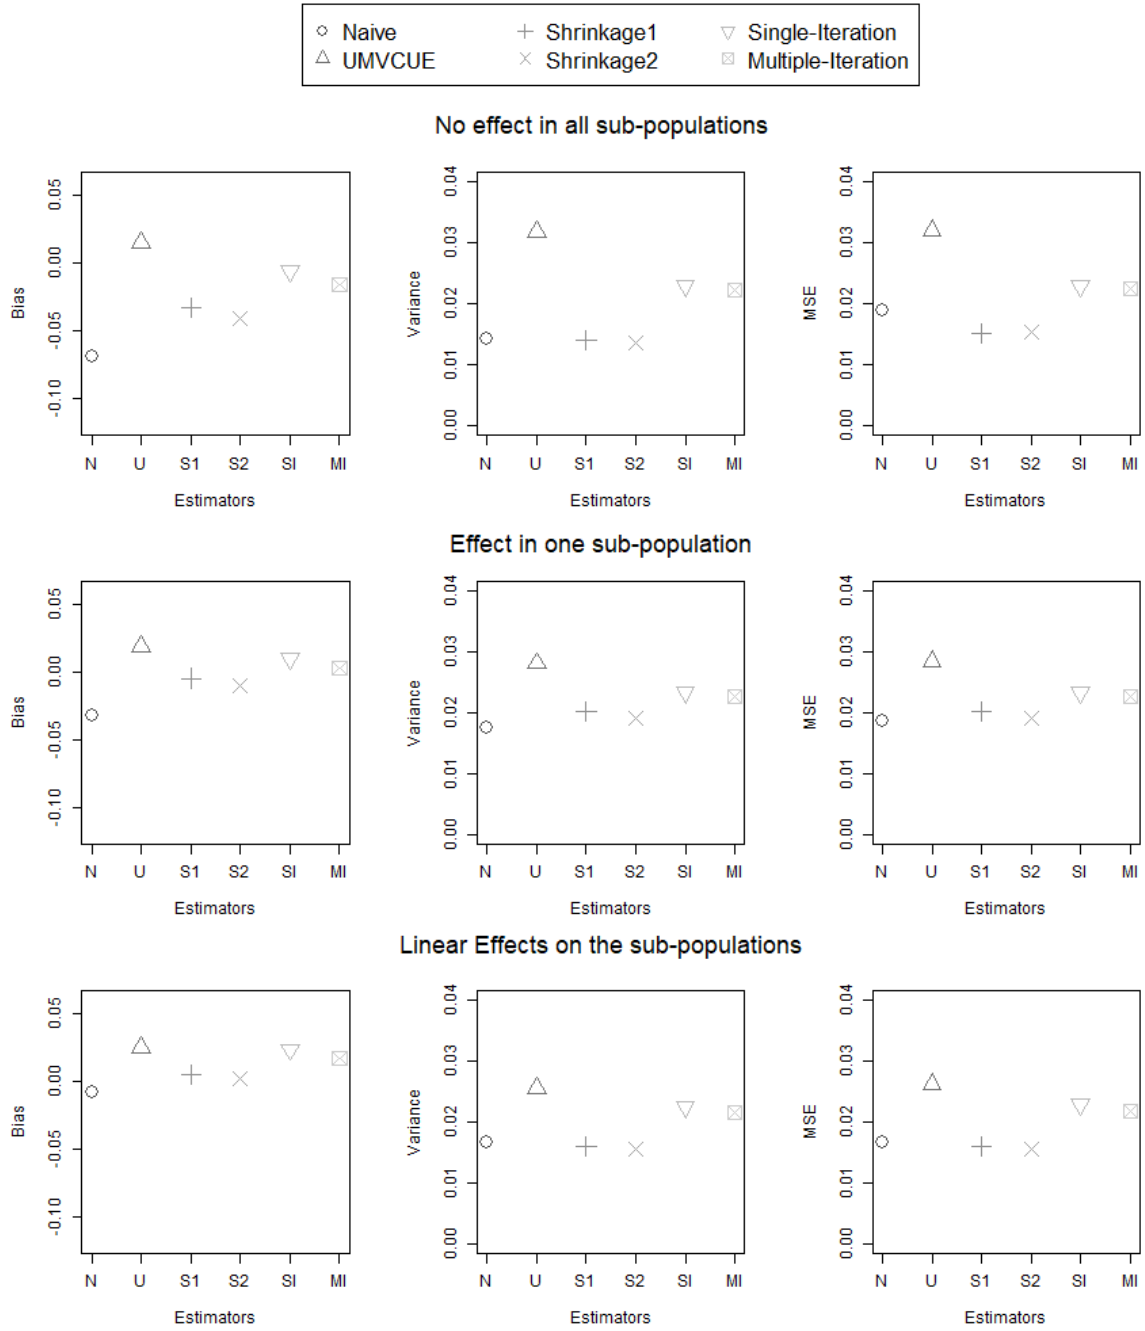 Naive Shrinkage1 Single-Iteration
UMVCUE Shrinkage2 Multiple-Iteration
No effect in all sub-populations
Bias
0.05
0.00
-0.05
-0.10
N U S1 S2 SI MI
Estimators
Variance
0.04
0.03
0.02
0.01
0.00
N U S1 S2 SI MI
Estimators
MSE
0.04
0.03
0.02
0.01
0.00
N U S1 S2 SI MI
Estimators
Effect in one sub-population
Bias
0.05
0.00
-0.05
-0.10
N U S1 S2 SI MI
Estimators
Variance
0.04
0.03
0.02
0.01
0.00
N U S1 S2 SI MI
Estimators
MSE
0.04
0.03
0.02
0.01
0.00
N U S1 S2 SI MI
Estimators
Linear Effects on the sub-populations
Bias
0.05
0.00
-0.05
-0.10
N U S1 S2 SI MI
Estimators
Variance
0.04
0.03
0.02
0.01
0.00
N U S1 S2 SI MI
Estimators
MSE
0.04
0.03
0.02
0.01
0.00
N U S1 S2 SI MI
Estimators